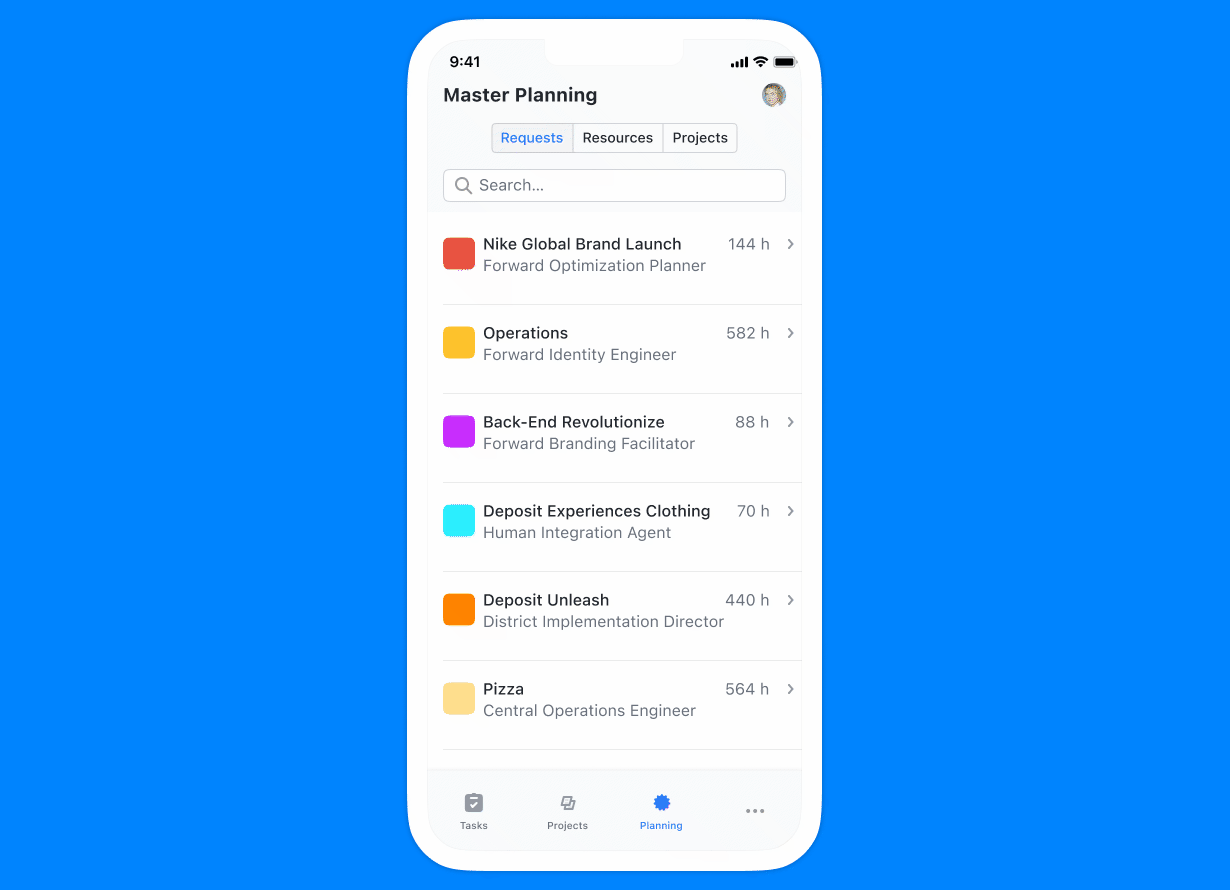 9:41
Master Planning
Requests Resources Projects
Search...
Nike Global Brand Launch 144 h
Forward Optimization Planner
Operations 582 h
Forward Identity Engineer
Back-End Revolutionize 88 h
Forward Branding Facilitator
Deposit Experiences Clothing 70 h
Human Integration Agent
Deposit Unleash 440 h
District Implementation Director
Pizza 564 h
Central Operations Engineer
Tasks Projects Planning